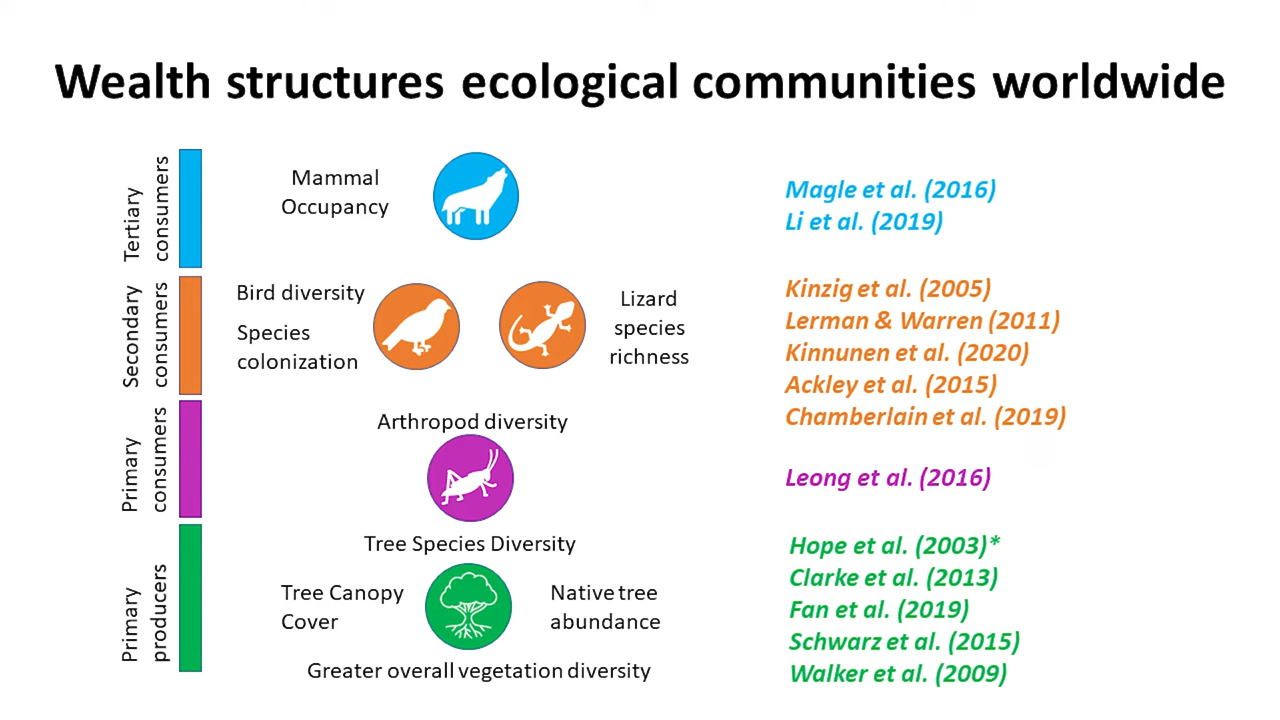 Wealth structures ecological communities worldwide
Tertiary
consumers
Mammal
Occupancy
Magle et al. (2016)
Li et al. (2019)
Secondary
consumers
Bird diversity
Species
colonization
Lizard
species
richness
Kinzig et al. (2005)
Lerman & Warren (2011)
Kinnunen et al. (2020)
Ackley et al. (2015)
Chamberlain et al. (2019)
Primary
consumers
Arthropod diversity
Leong et al. (2016)
Primary
producers
Tree Species Diversity
Tree Canopy
Cover
Native tree
abundance
Greater overall vegetation diversity
Hope et al. (2003)*
Clarke et al. (2013)
Fan et al. (2019)
Schwarz et al. (2015)
Walker et al. (2009)